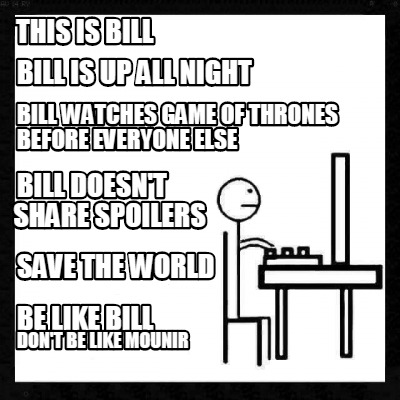 THIS IS BILL
BILL IS UP ALL NIGHT
BILL WATCHES GAME OF THRONES
BEFORE EVERYONE ELSE
BILL DOESN'T
SHARE SPOILERS
SAVE THE WORLD
BE LIKE BILL
DON'T BE LIKE MOUNIR